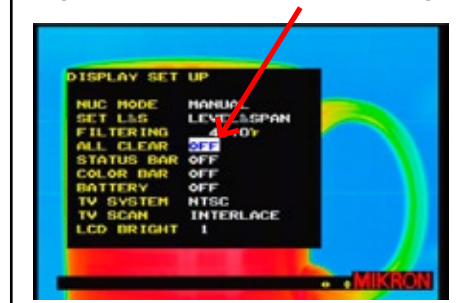 DISPLAY SET UP
NUC MODE MANUAL
SET L&S LEVEL&SPAN
FILTERING
ALL CLEAR OFF
STATUS BAR OFF
COLOR BAR OFF
BATTERY OFF
TV SYSTEM NTSC
TV SCAN INTERLACE
LCD BRIGHT 1
MIKRON